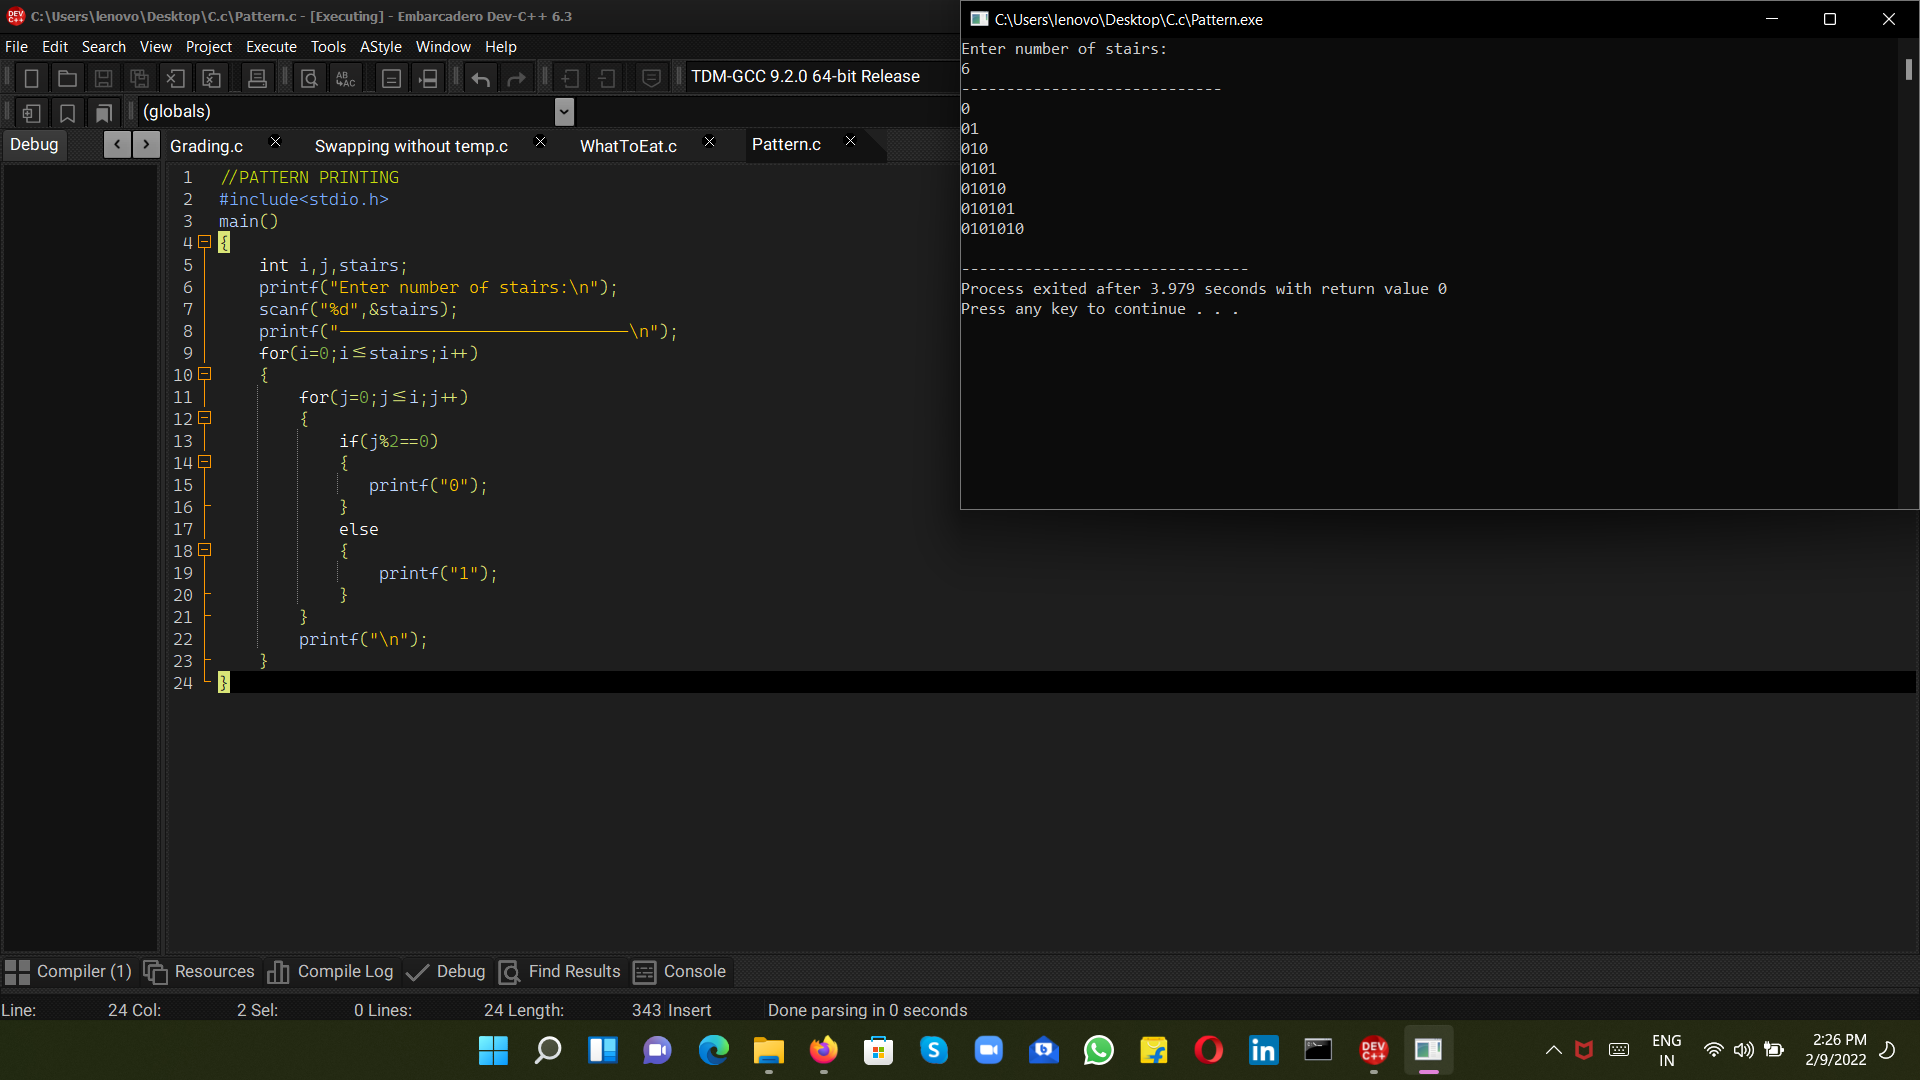 C:\Users\lenovo\Desktop\C.c\Pattern.c - [Executing] - Embarcadero Dev-C++ 6.3
File Edit Search View Project Execute Tools AStyle Window Help
TDM-GCC 9.2.0 64-bit Release
(globals)
Debug
Grading.c Swapping without temp.c WhatToEat.c Pattern.c
1 //PATTERN PRINTING
2 #include<stdio.h>
3 main()
4 {
5 int i,j,stairs;
6 printf("Enter number of stairs:\n");
7 scanf("%d",&stairs);
8 printf("-----------------------------\n");
9 for(i=0;i≤stairs;i++)
10 {
11 for(j=0;j≤i;j++)
12 {
13 if(j%2==0)
14 {
15 printf("0");
16 }
17 else
18 {
19 printf("1");
20 }
21 }
22 printf("\n");
23 }
24 }
C:\Users\lenovo\Desktop\C.c\Pattern.exe
Enter number of stairs:
6
-----------------------------
0
01
010
0101
01010
010101
0101010
--------------------------------
Process exited after 3.979 seconds with return value 0
Press any key to continue . . .
Compiler (1) Resources Compile Log Debug Find Results Console
Line: 24 Col: 2 Sel: 0 Lines: 24 Length: 343 Insert Done parsing in 0 seconds
ENG
IN
2:26 PM
2/9/2022